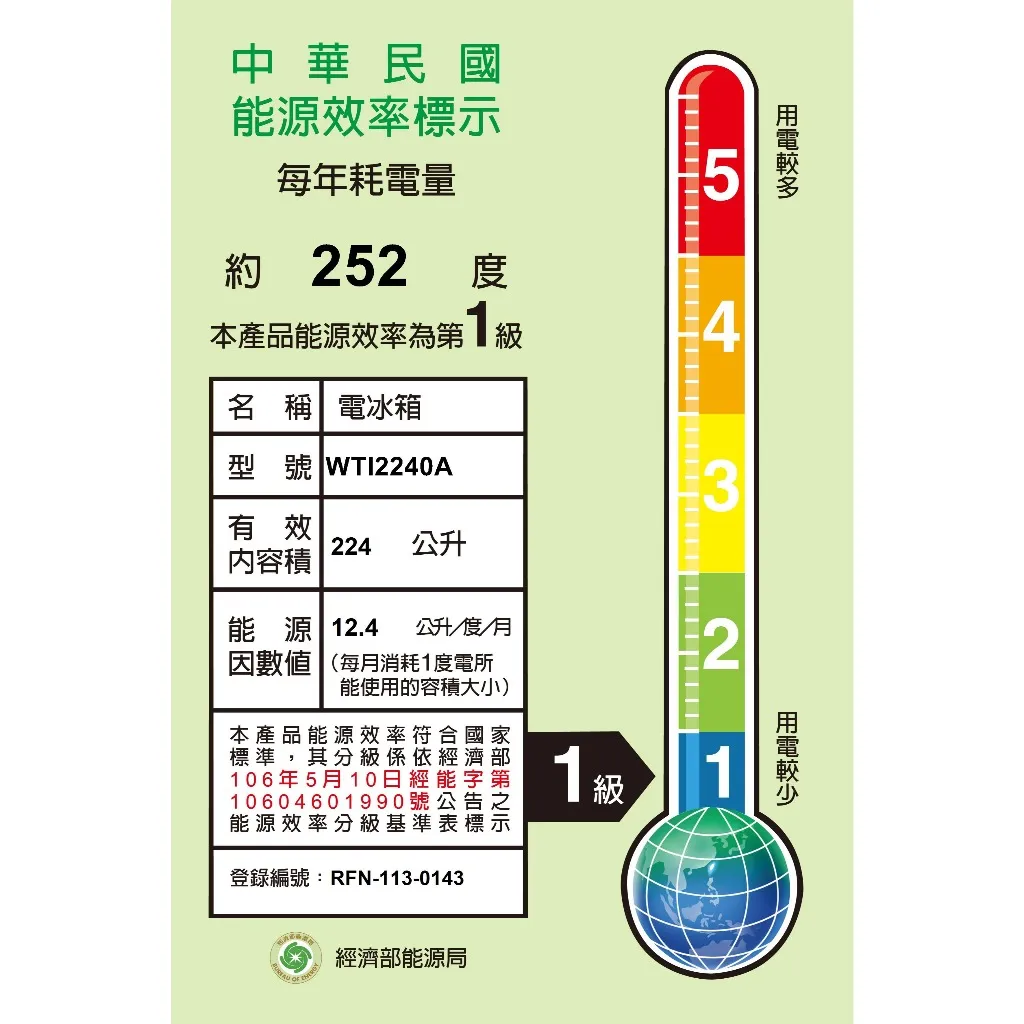 中華民國
能源效率標示
每年耗電量
約 252 度
本產品能源效率為第1級
名稱 電冰箱
型號 WTI2240A
有效
內容積 224 公升
能源
因數值 12.4 公升/度/月
(每月消耗1度電所
能使用的容積大小)
本產品能源效率符合國家
標準,其分級係依經濟部
106年5月10日經能字第
10604601990號公告之
能源效率分級基準表標示
登錄編號:RFN-113-0143
經濟部能源局
BUREAU OF ENERGY
1級
用電較多
5
4
3
2
1
用電較少